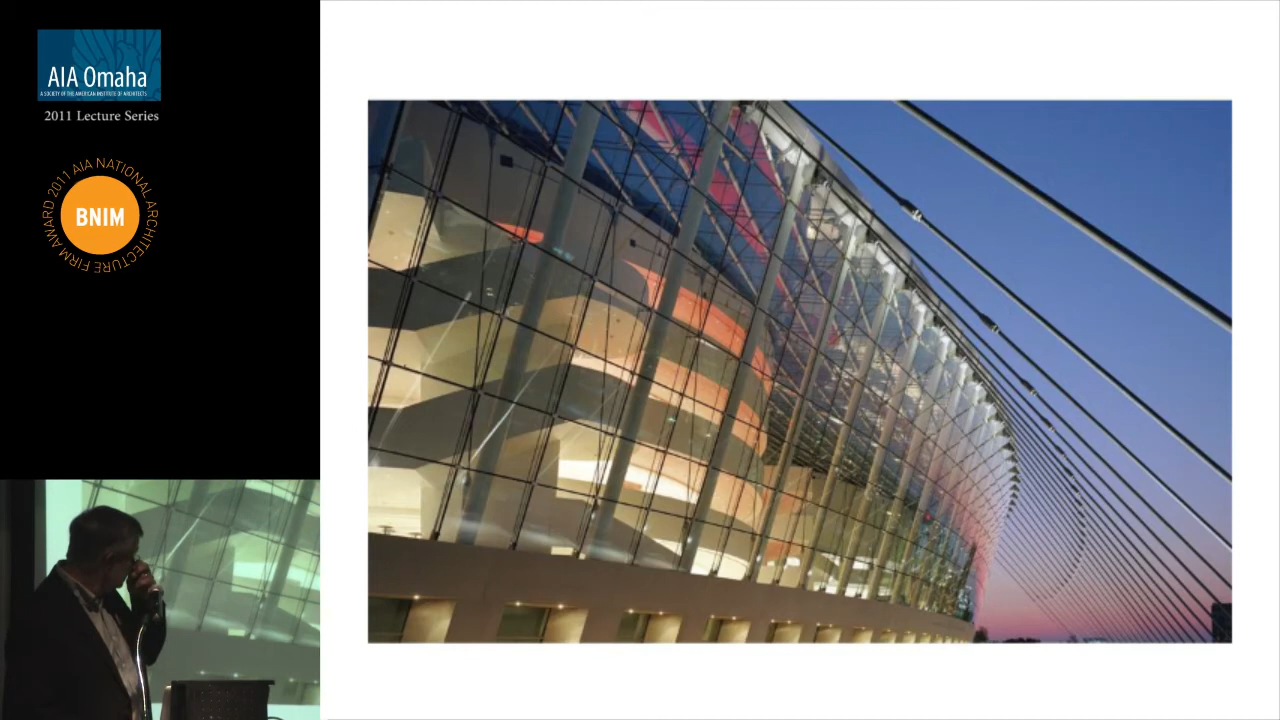 AIA Omaha
A SOCIETY OF THE AMERICAN INSTITUTE OF ARCHITECTS
2011 Lecture Series
2011 AIA NATIONAL ARCHITECTURE FIRM AWARD
BNIM